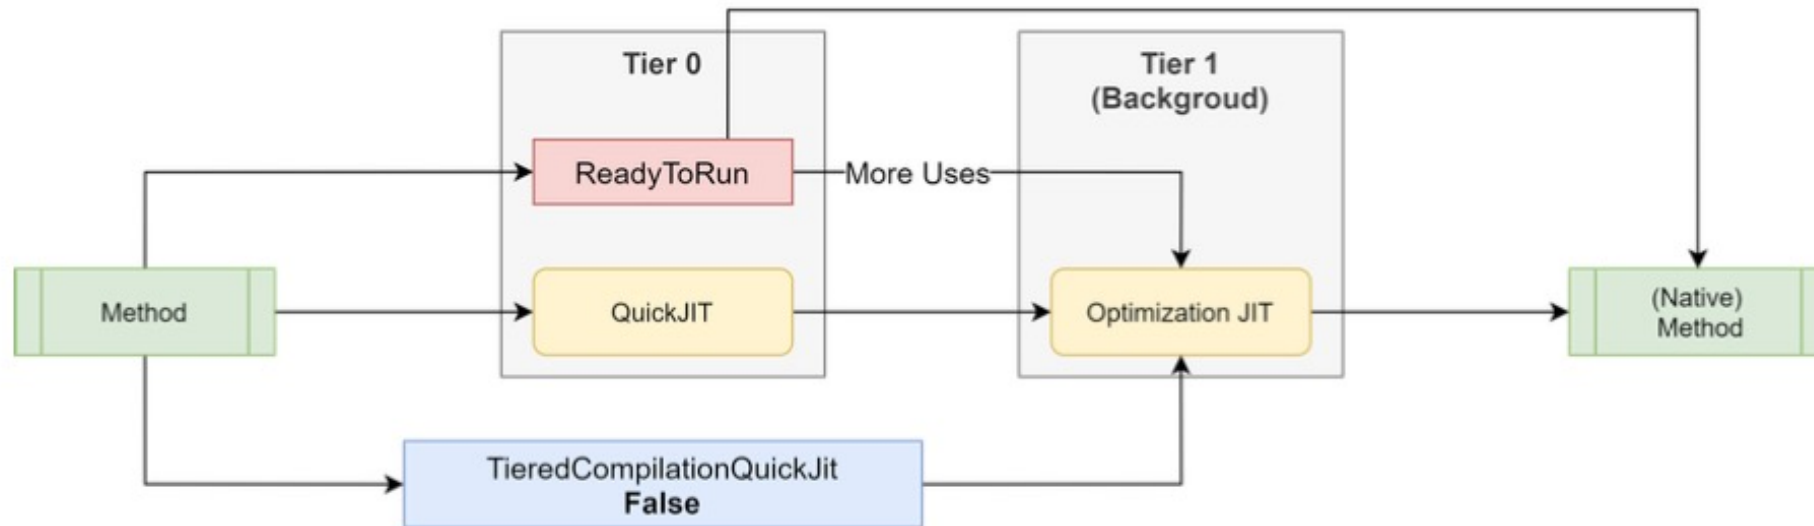 Tier 0
Tier 1
(Backgroud)
ReadyToRun
More Uses
Method
QuickJIT
Optimization JIT
(Native)
Method
TieredCompilationQuickJit
False